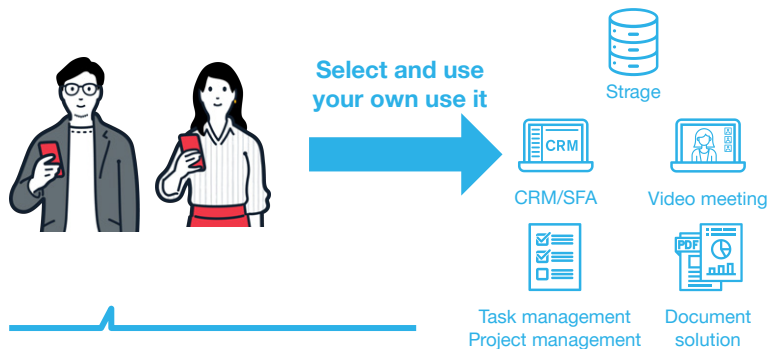 Select and use
your own use it
Strage
CRM
CRM/SFA
Video meeting
PDF
Task management
Project management
Document
solution